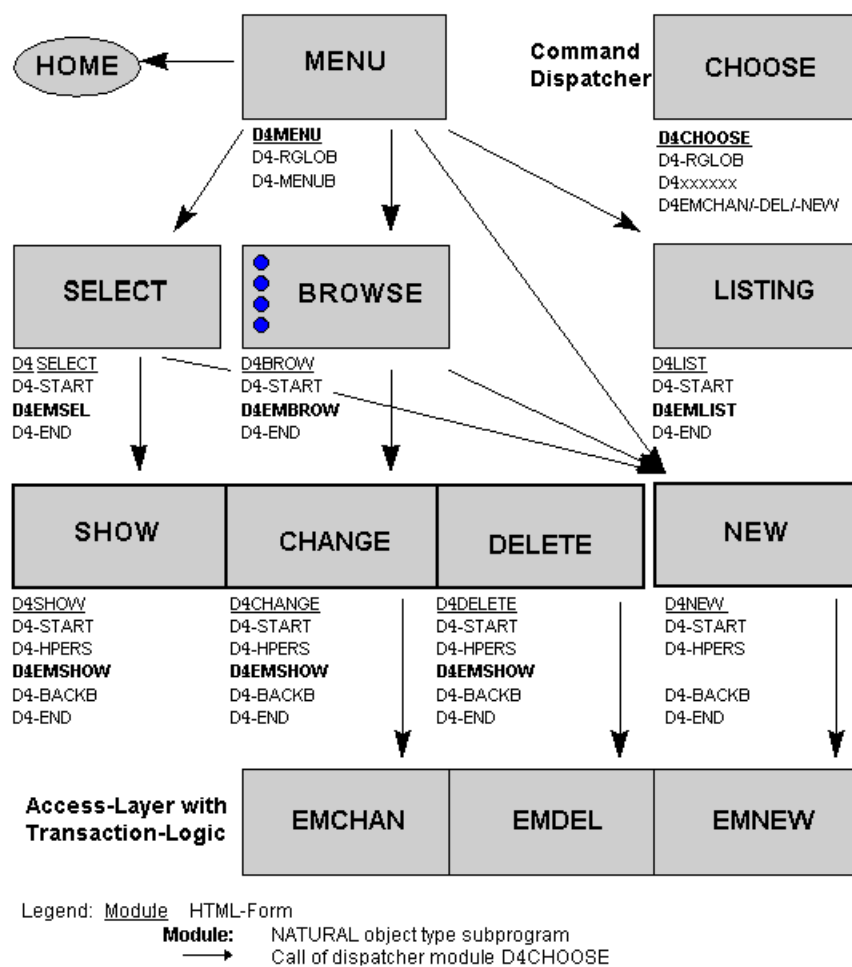 HOME
MENU
Command
Dispatcher
CHOOSE
D4MENU
D4-RGLOB
D4-MENUB
D4CHOOSE
D4-RGLOB
D4xxxxxx
D4EMCHAN/-DEL/-NEW
SELECT
BROWSE
LISTING
D4 SELECT
D4-START
D4EMSEL
D4-END
D4BROW
D4-START
D4EMBROW
D4-END
D4LIST
D4-START
D4EMLIST
D4-END
SHOW
CHANGE
DELETE
NEW
D4SHOW
D4-START
D4-HPERS
D4EMSHOW
D4-BACKB
D4-END
D4CHANGE
D4-START
D4-HPERS
D4EMSHOW
D4-BACKB
D4-END
D4DELETE
D4-START
D4-HPERS
D4EMSHOW
D4-BACKB
D4-END
D4NEW
D4-START
D4-HPERS
D4-BACKB
D4-END
Access-Layer with
Transaction-Logic
EMCHAN
EMDEL
EMNEW
Legend: Module HTML-Form
Module: NATURAL object type subprogram
Call of dispatcher module D4CHOOSE